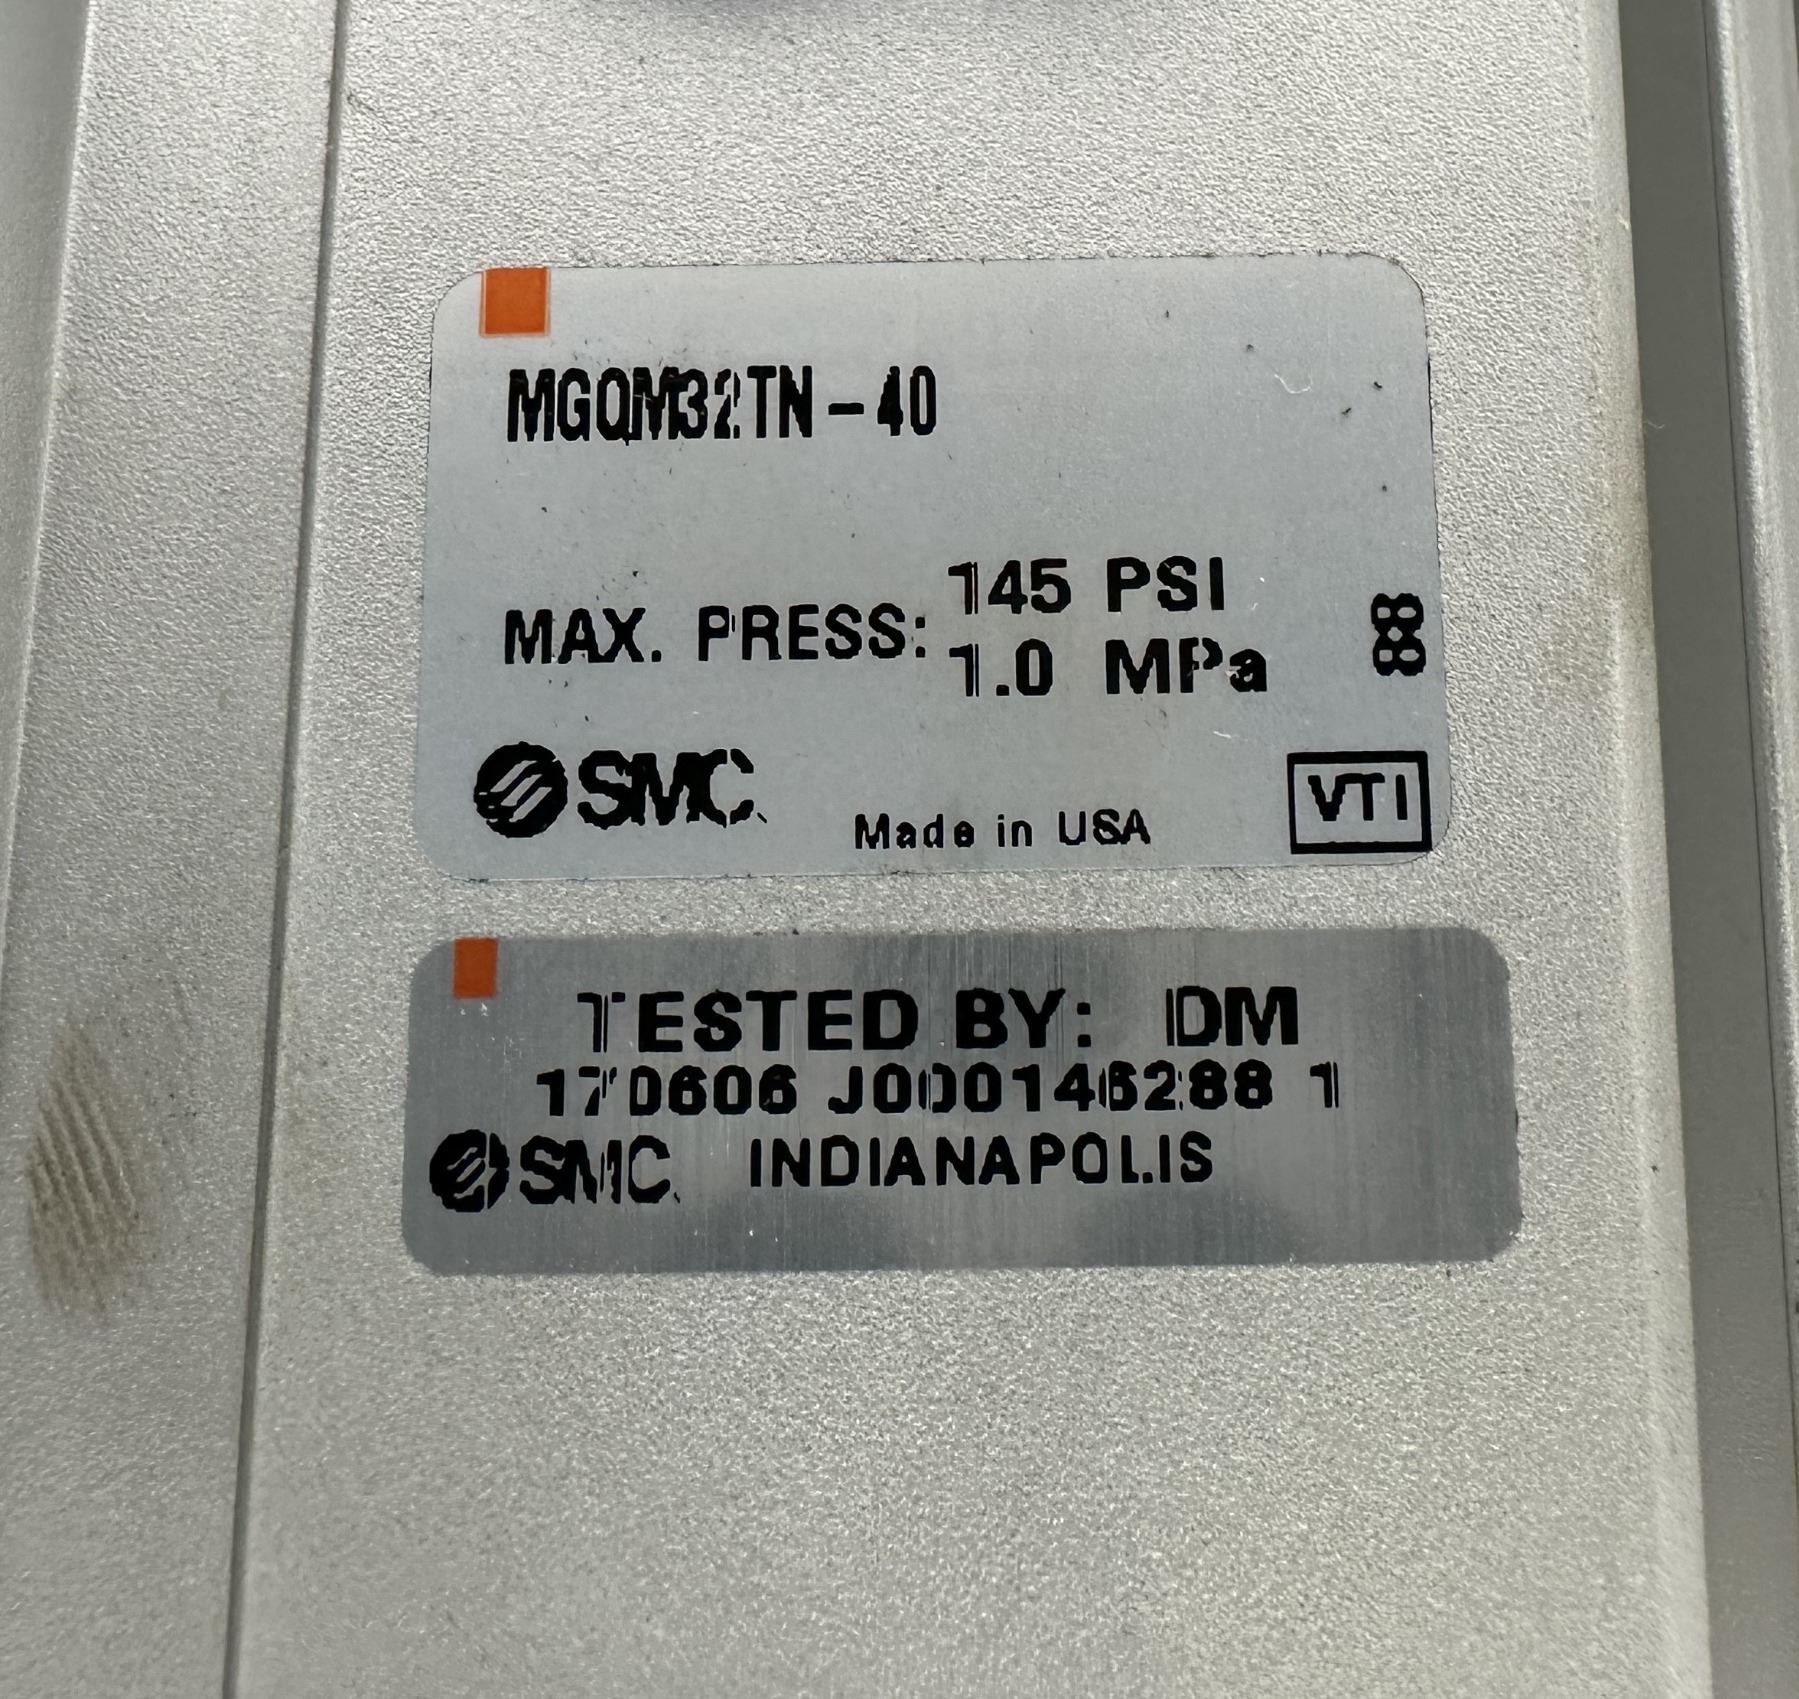 MGQM32TN-40
MAX. PRESS: 145 PSI
1.0 MPa
88
SMC
Made in USA
VTI
TESTED BY: DM
170606 J000146288 1
SMC INDIANAPOLIS